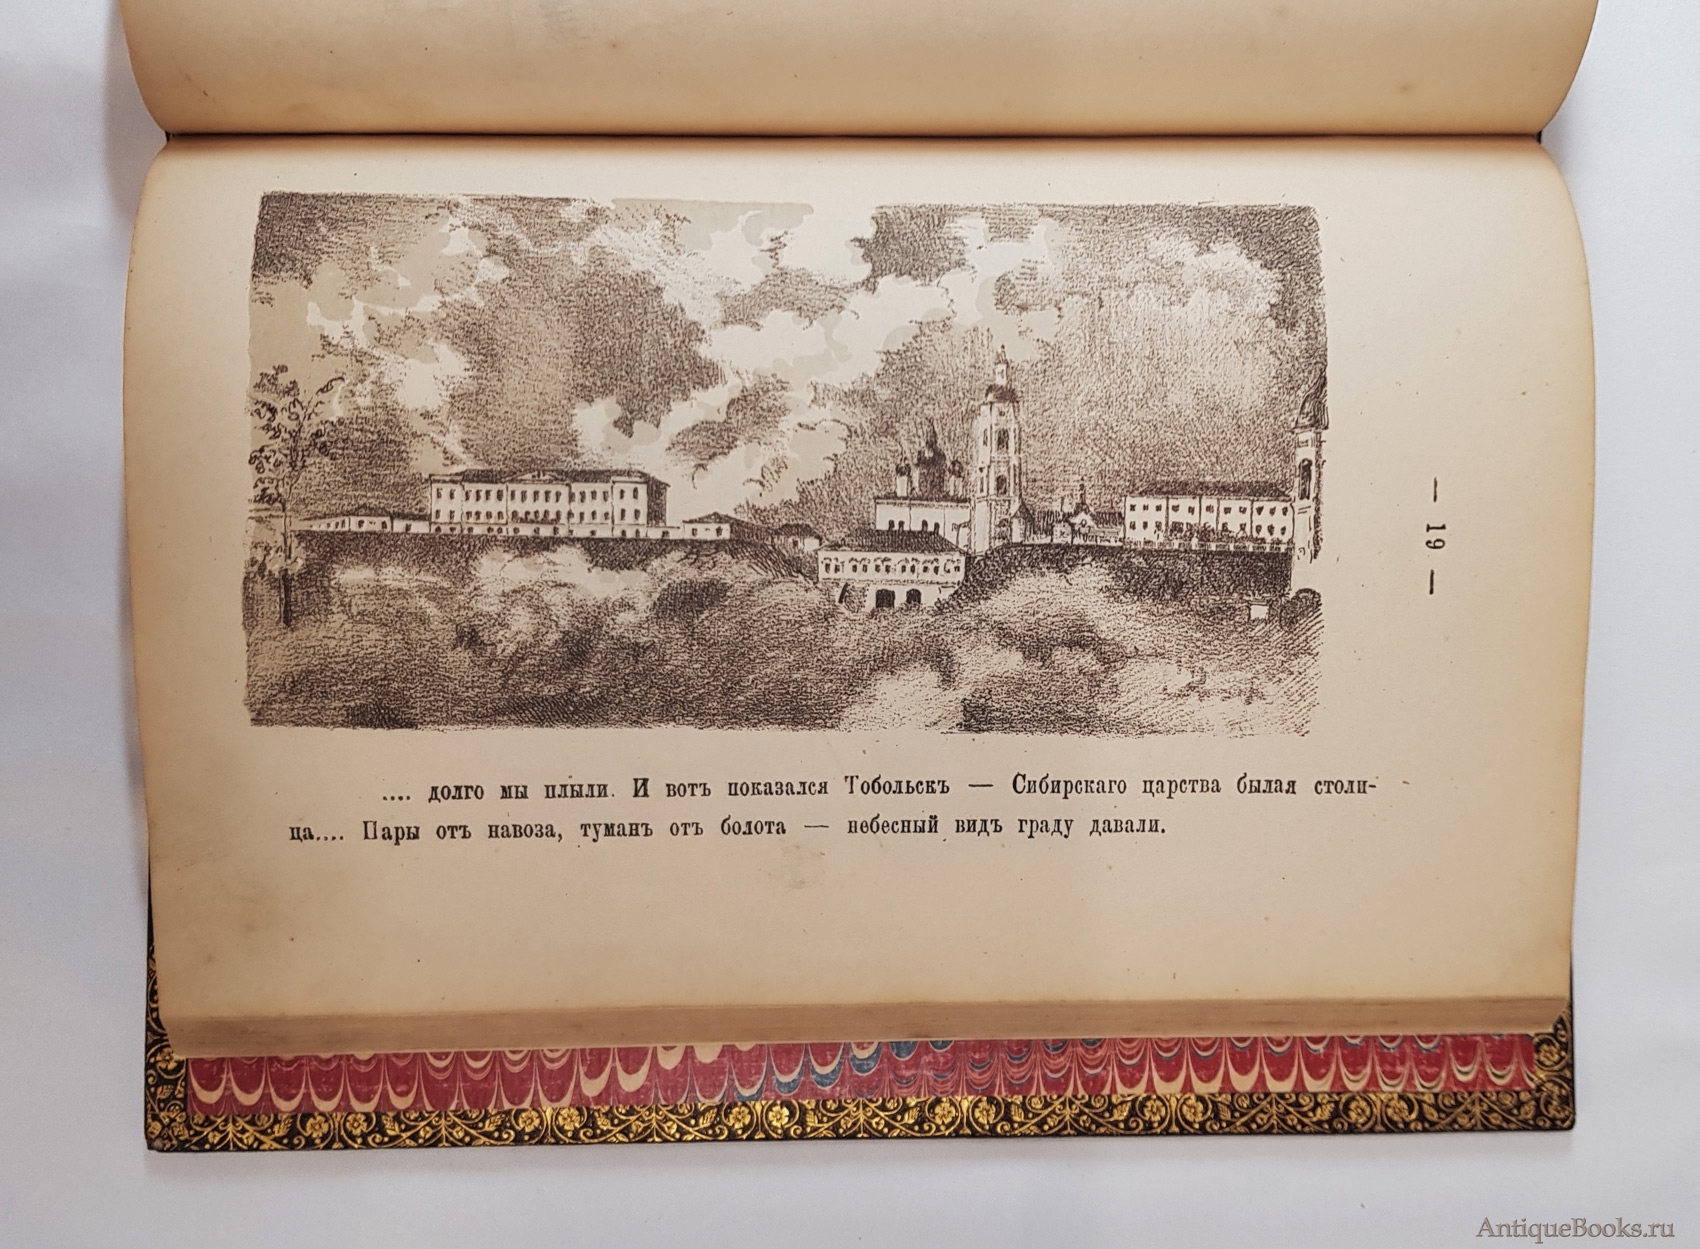 — 19 —
.... долго мы плыли. И вотъ показался Тобольскъ — Сибирскаго царства былая столи-
ца.... Пары отъ навоза, туманъ отъ болота — небесный видъ граду давали.
AntiqueBooks.ru